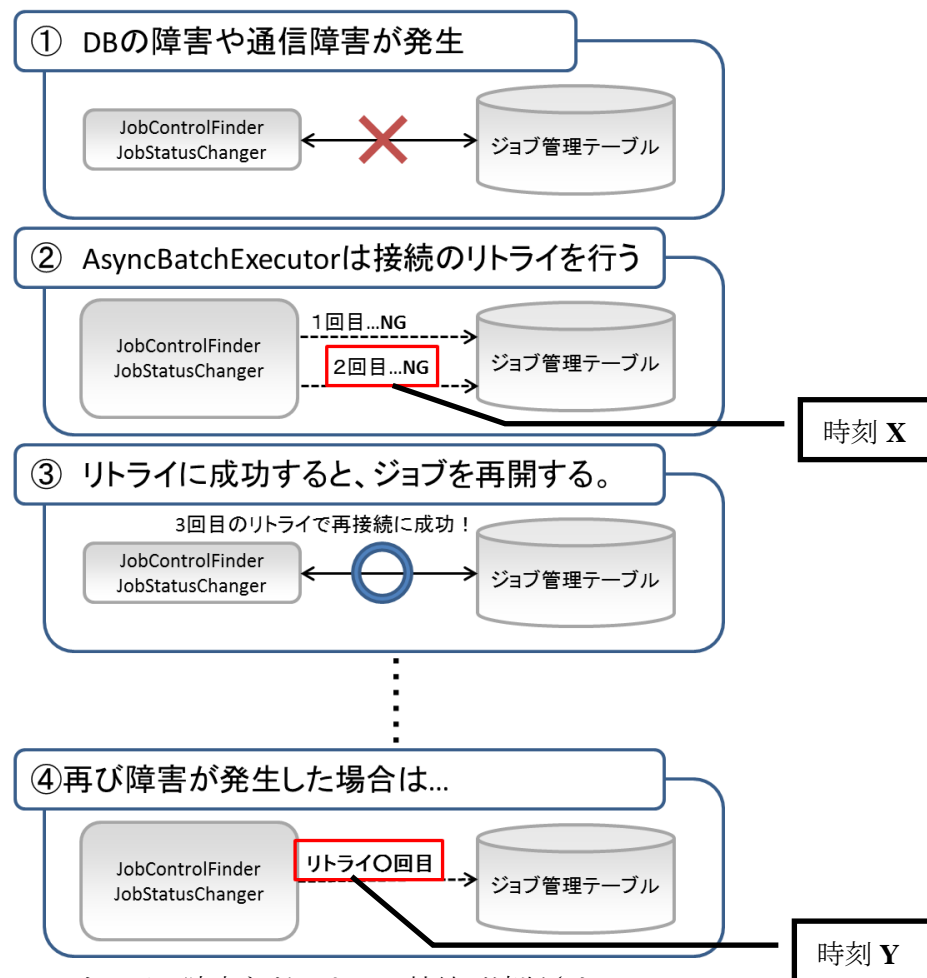 ① DBの障害や通信障害が発生
JobControlFinder
JobStatusChanger
ジョブ管理テーブル
② AsyncBatchExecutorは接続のリトライを行う
JobControlFinder
JobStatusChanger
1回目...NG
2回目...NG
ジョブ管理テーブル
時刻 X
③ リトライに成功すると、ジョブを再開する。
3回目のリトライで再接続に成功！
JobControlFinder
JobStatusChanger
ジョブ管理テーブル
④再び障害が発生した場合は...
JobControlFinder
JobStatusChanger
リトライ〇回目
ジョブ管理テーブル
時刻 Y